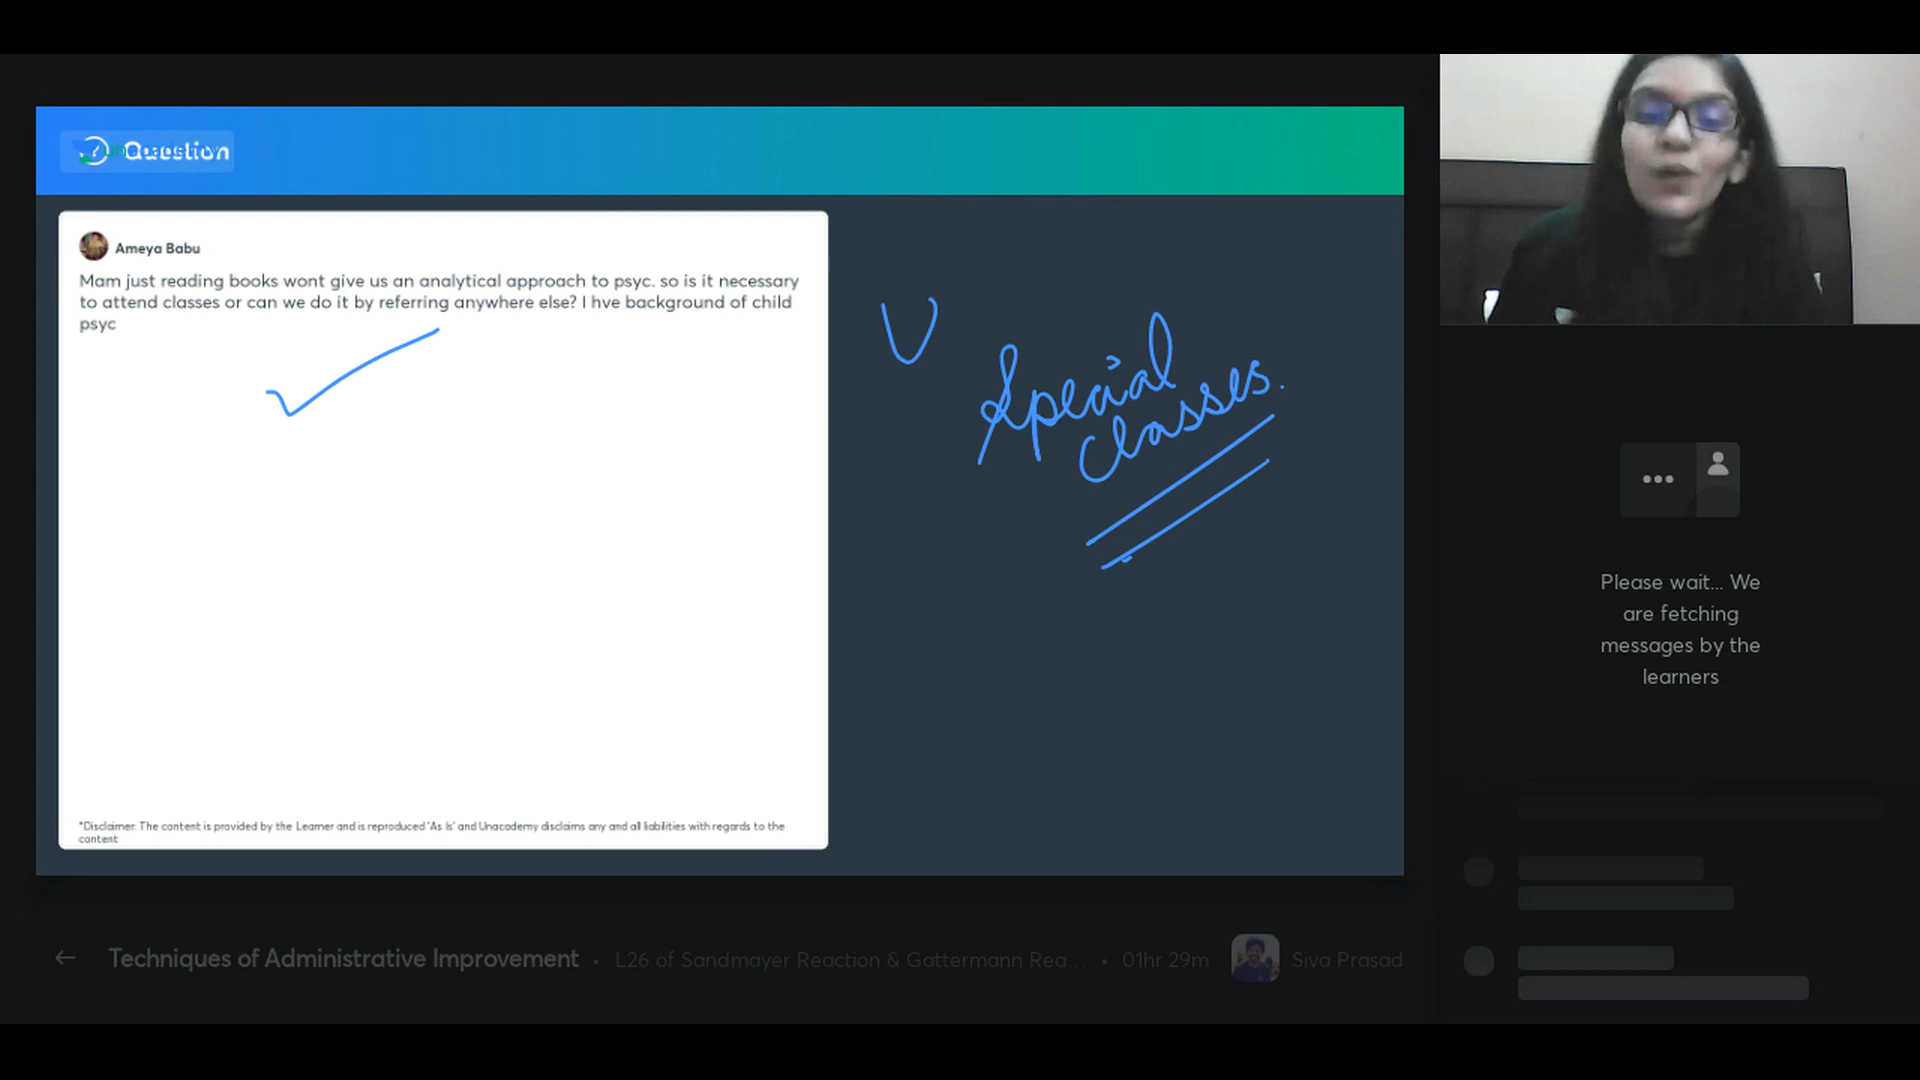 Question
Ameya Babu
Mam just reading books wont give us an analytical approach to psyc. so is it necessary
to attend classes or can we do it by referring anywhere else? I hve background of child
psyc
Special
classes.
*Disclaimer: The content is provided by the Learner and is reproduced 'As Is' and Unacademy disclaims any and all liabilities with regards to the
content
Please wait... We
are fetching
messages by the
learners
Techniques of Administrative Improvement • L26 of Sandmayer Reaction & Gattermann Rea... • 01hr 29m Siva Prasad